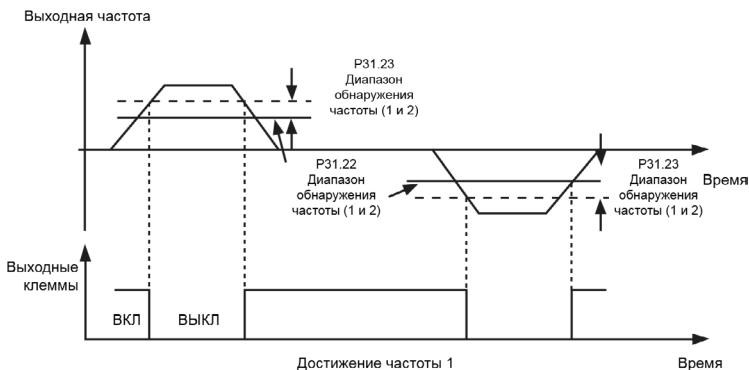 Выходная частота
P31.23
Диапазон
обнаружения
частоты (1 и 2)
P31.22
Диапазон
обнаружения
частоты (1 и 2)
P31.23
Диапазон
обнаружения
частоты (1 и 2)
Время
Выходные
клеммы
ВКЛ
ВЫКЛ
Достижение частоты 1
Время